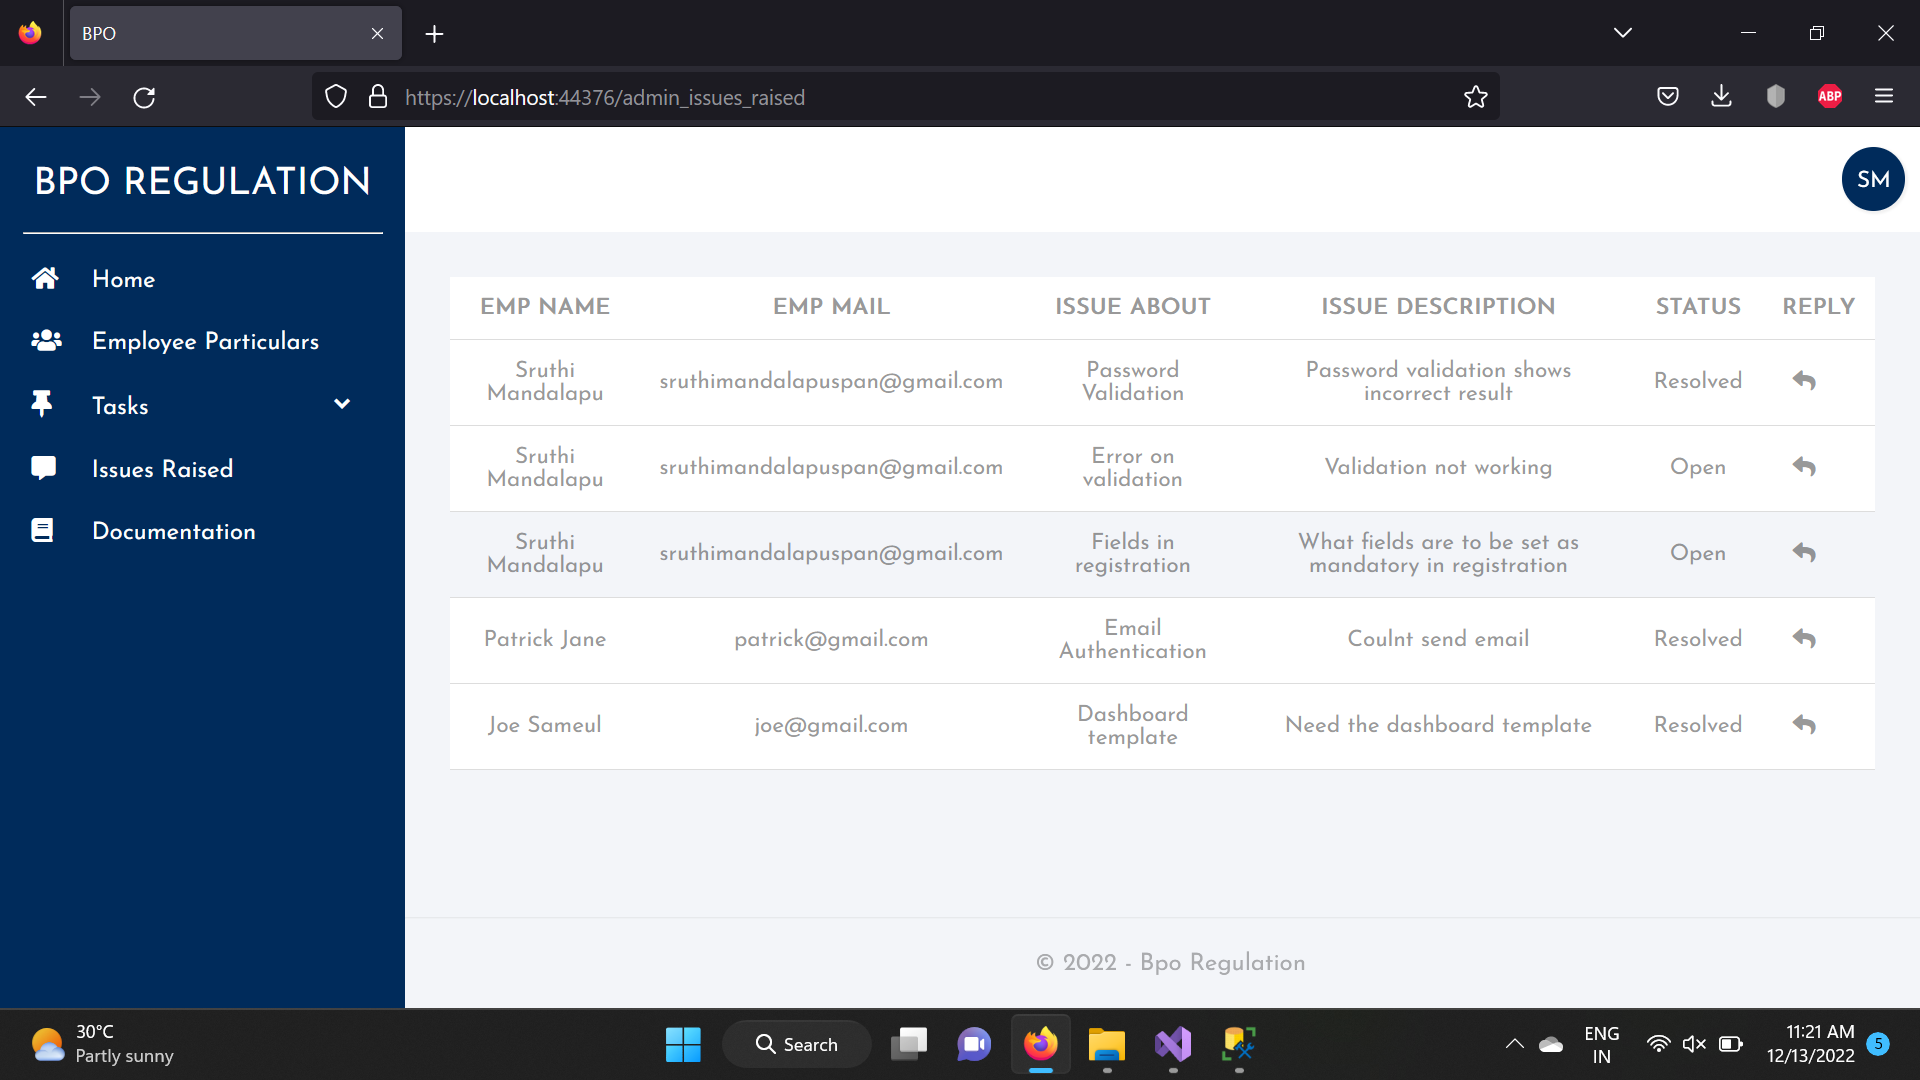 BPO
https://localhost:44376/admin_issues_raised
ABP
BPO REGULATION
SM
Home
Employee Particulars
Tasks
Issues Raised
Documentation
EMP NAME EMP MAIL ISSUE ABOUT ISSUE DESCRIPTION STATUS REPLY
Sruthi
Mandalapu
sruthimandalapuspan@gmail.com
Password
Validation
Password validation shows
incorrect result
Resolved
Sruthi
Mandalapu
sruthimandalapuspan@gmail.com
Error on
validation
Validation not working
Open
Sruthi
Mandalapu
sruthimandalapuspan@gmail.com
Fields in
registration
What fields are to be set as
mandatory in registration
Open
Patrick Jane
patrick@gmail.com
Email
Authentication
Coulnt send email
Resolved
Joe Sameul
joe@gmail.com
Dashboard
template
Need the dashboard template
Resolved
© 2022 - Bpo Regulation
30°C
Partly sunny
Search
ENG
IN
11:21 AM
12/13/2022
5